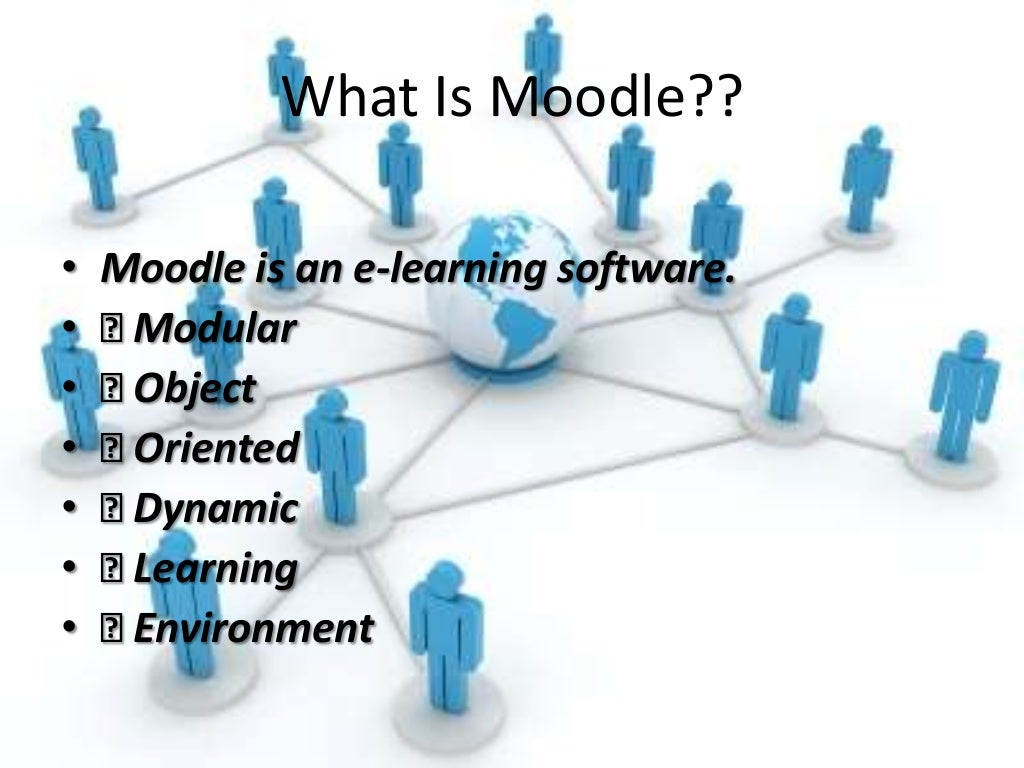 What Is Moodle??
• Moodle is an e-learning software.
• � Modular
• � Object
• � Oriented
• � Dynamic
• � Learning
• � Environment